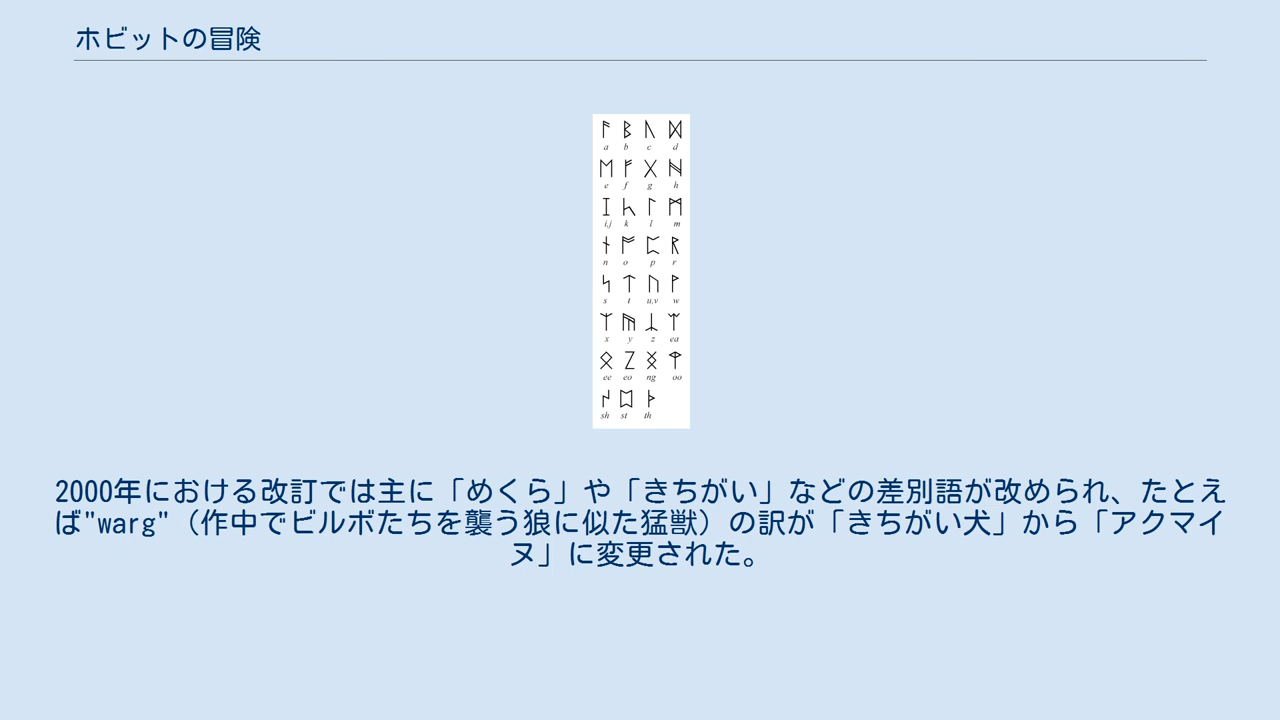 ホビットの冒険
ᚪ ᛒ ᚳ ᛞ
a b c d
ᛖ ᚠ ᚷ ᚻ
e f g h
ᛁ ᛱ ᛚ ᛗ
i,j k l m
ᚾ ᚩ ᛈ ᚱ
n o p r
ᛋ ᛏ ᚢ ᚹ
s t u,v w
ᛉ ᚣ ᛣ ᛠ
x y z ea
ᛟ ᛇ ᛝ ᛳ
ee eo ng oo
ᛲ ᛥ ᚦ
sh st th
2000年における改訂では主に「めくら」や「きちがい」などの差別語が改められ、たとえ
ば"warg"（作中でビルボたちを襲う狼に似た猛獣）の訳が「きちがい犬」から「アクマイ
ヌ」に変更された。